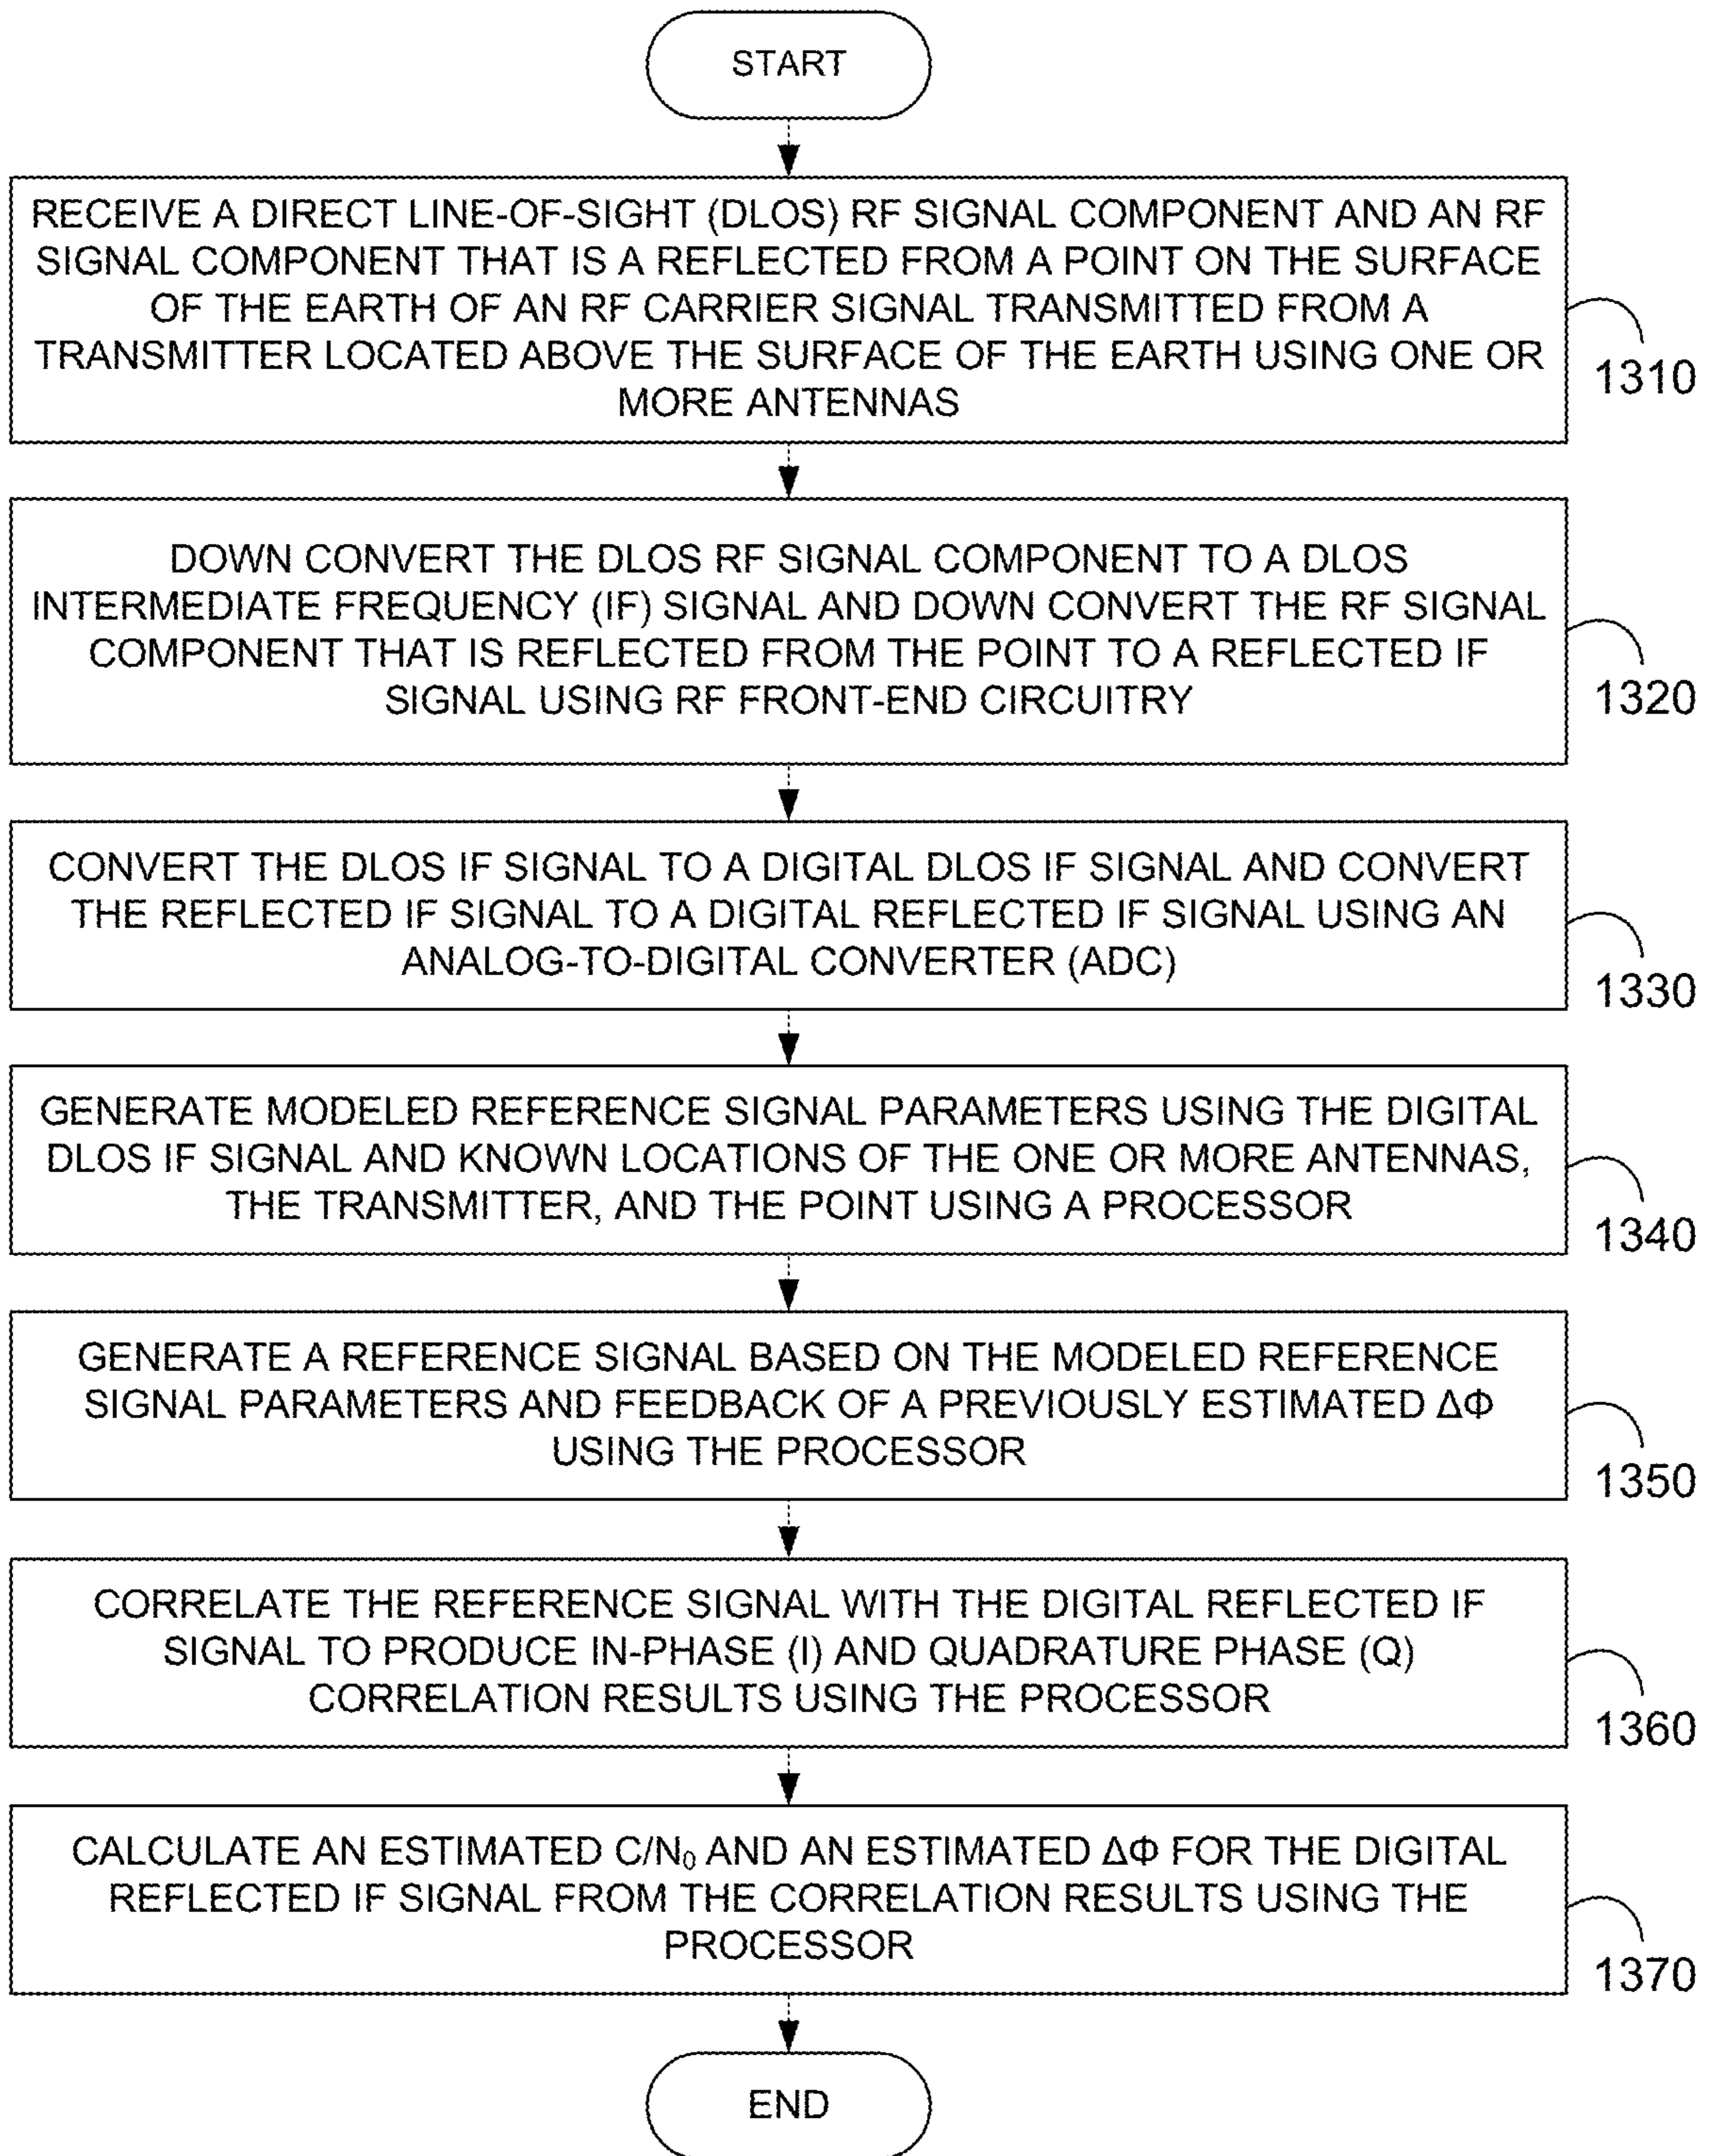 START
RECEIVE A DIRECT LINE-OF-SIGHT (DLOS) RF SIGNAL COMPONENT AND AN RF
SIGNAL COMPONENT THAT IS A REFLECTED FROM A POINT ON THE SURFACE
OF THE EARTH OF AN RF CARRIER SIGNAL TRANSMITTED FROM A
TRANSMITTER LOCATED ABOVE THE SURFACE OF THE EARTH USING ONE OR
MORE ANTENNAS
1310
DOWN CONVERT THE DLOS RF SIGNAL COMPONENT TO A DLOS
INTERMEDIATE FREQUENCY (IF) SIGNAL AND DOWN CONVERT THE RF SIGNAL
COMPONENT THAT IS REFLECTED FROM THE POINT TO A REFLECTED IF
SIGNAL USING RF FRONT-END CIRCUITRY
1320
CONVERT THE DLOS IF SIGNAL TO A DIGITAL DLOS IF SIGNAL AND CONVERT
THE REFLECTED IF SIGNAL TO A DIGITAL REFLECTED IF SIGNAL USING AN
ANALOG-TO-DIGITAL CONVERTER (ADC)
1330
GENERATE MODELED REFERENCE SIGNAL PARAMETERS USING THE DIGITAL
DLOS IF SIGNAL AND KNOWN LOCATIONS OF THE ONE OR MORE ANTENNAS,
THE TRANSMITTER, AND THE POINT USING A PROCESSOR
1340
GENERATE A REFERENCE SIGNAL BASED ON THE MODELED REFERENCE
SIGNAL PARAMETERS AND FEEDBACK OF A PREVIOUSLY ESTIMATED ΔΦ
USING THE PROCESSOR
1350
CORRELATE THE REFERENCE SIGNAL WITH THE DIGITAL REFLECTED IF
SIGNAL TO PRODUCE IN-PHASE (I) AND QUADRATURE PHASE (Q)
CORRELATION RESULTS USING THE PROCESSOR
1360
CALCULATE AN ESTIMATED C/N₀ AND AN ESTIMATED ΔΦ FOR THE DIGITAL
REFLECTED IF SIGNAL FROM THE CORRELATION RESULTS USING THE
PROCESSOR
1370
END